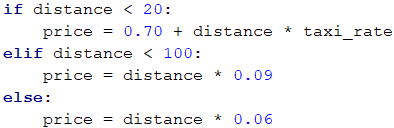 if distance < 20:
    price = 0.70 + distance * taxi_rate
elif distance < 100:
    price = distance * 0.09
else:
    price = distance * 0.06